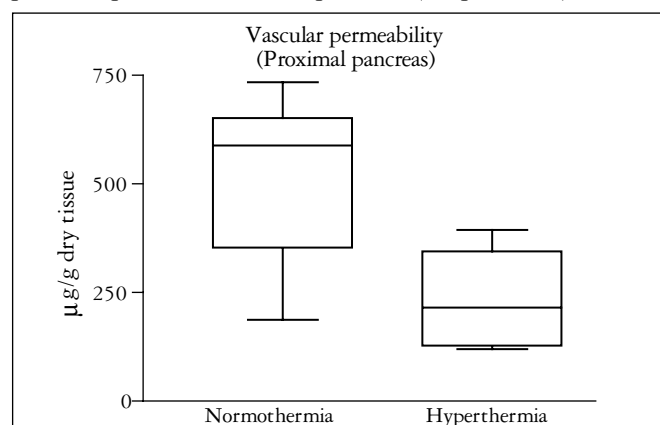 Vascular permeability
(Proximal pancreas)
750
500
250
0
µg/g dry tissue
Normothermia Hyperthermia